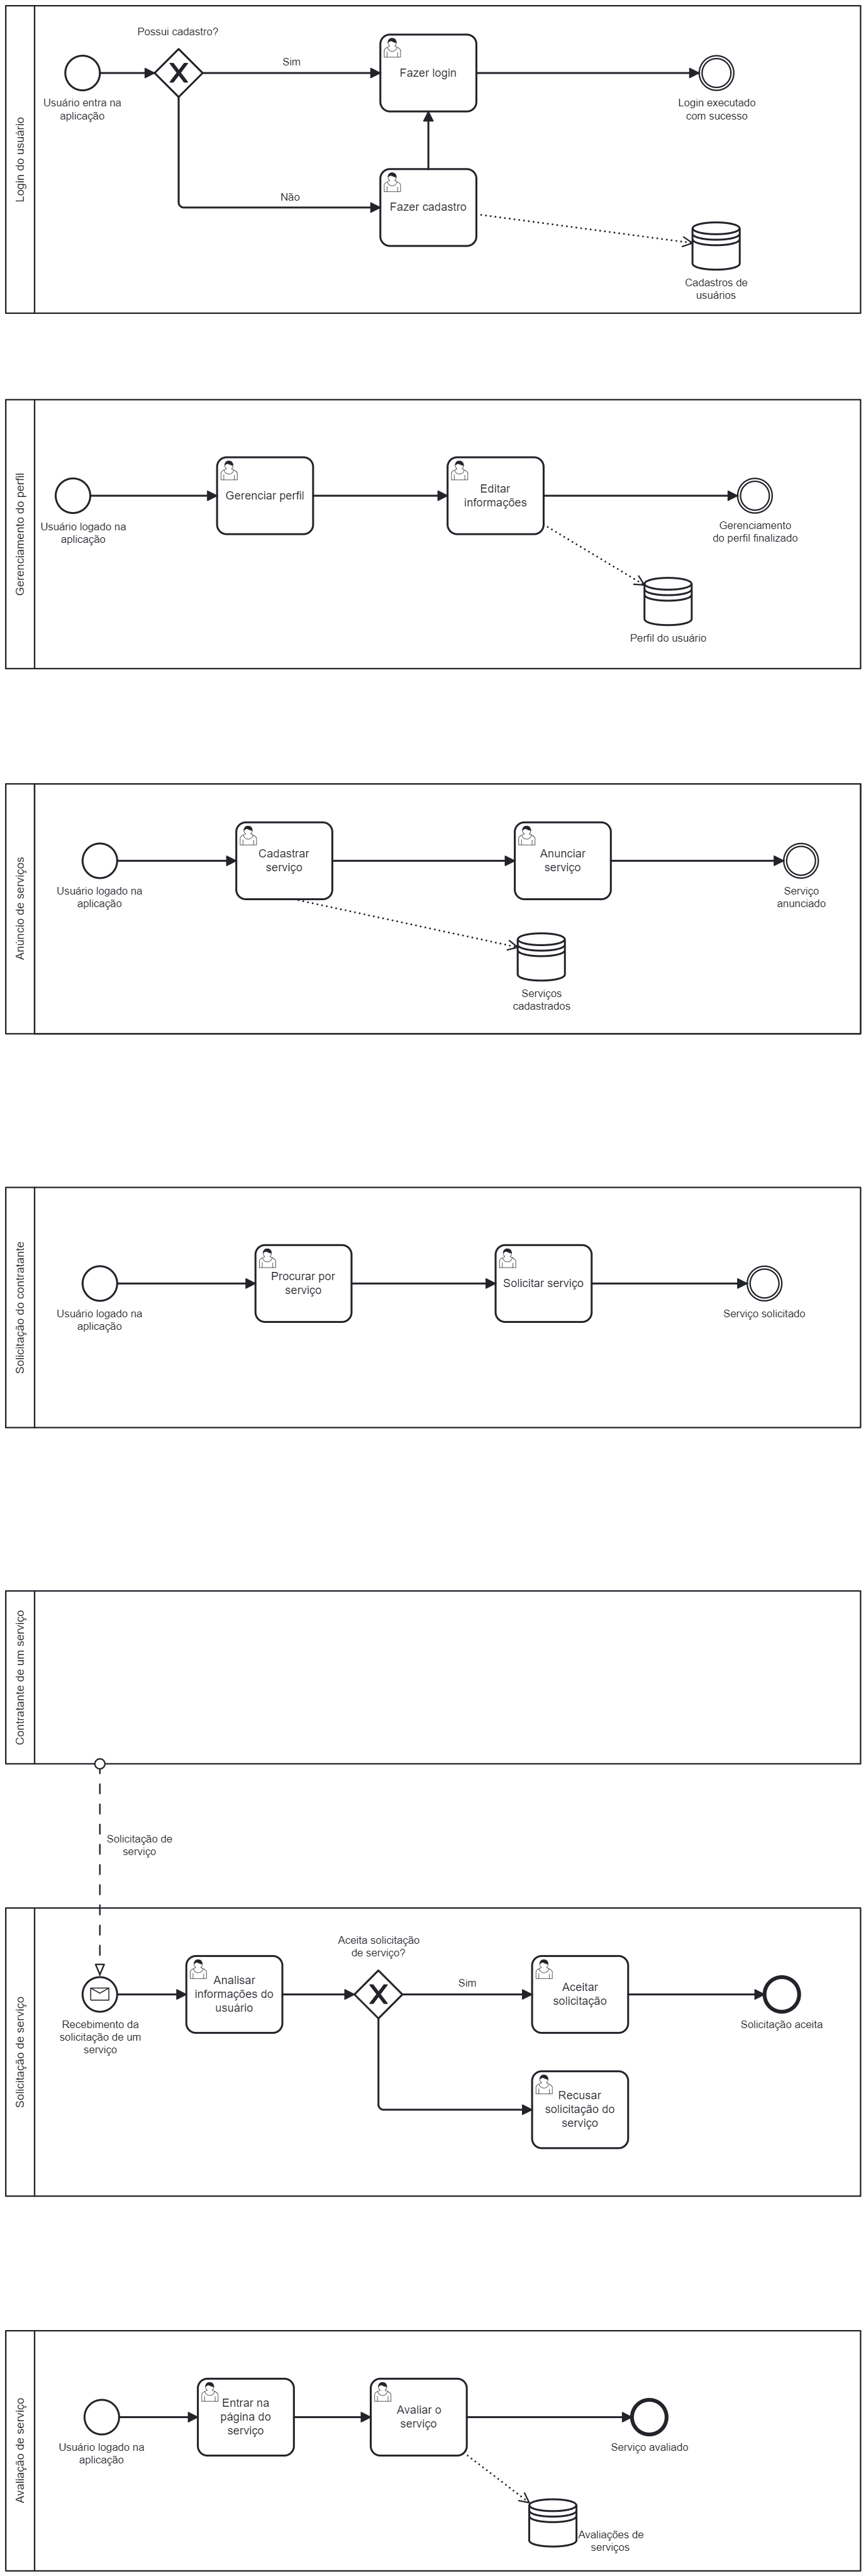 Login do usuário
Possui cadastro?
Usuário entra na
aplicação
Sim
Fazer login
Login executado
com sucesso
Não
Fazer cadastro
Cadastros de
usuários
Gerenciamento do perfil
Usuário logado na
aplicação
Gerenciar perfil
Editar
informações
Gerenciamento
do perfil finalizado
Perfil do usuário
Anúncio de serviços
Usuário logado na
aplicação
Cadastrar
serviço
Anunciar
serviço
Serviço
anunciado
Serviços
cadastrados
Solicitação do contratante
Usuário logado na
aplicação
Procurar por
serviço
Solicitar serviço
Serviço solicitado
Contratante de um serviço
Solicitação de
serviço
Solicitação de serviço
Recebimento da
solicitação de um
serviço
Analisar
informações do
usuário
Aceita solicitação
de serviço?
Sim
Aceitar
solicitação
Solicitação aceita
Recusar
solicitação do
serviço
Avaliação de serviço
Usuário logado na
aplicação
Entrar na
página do
serviço
Avaliar o
serviço
Serviço avaliado
Avaliações de
serviços